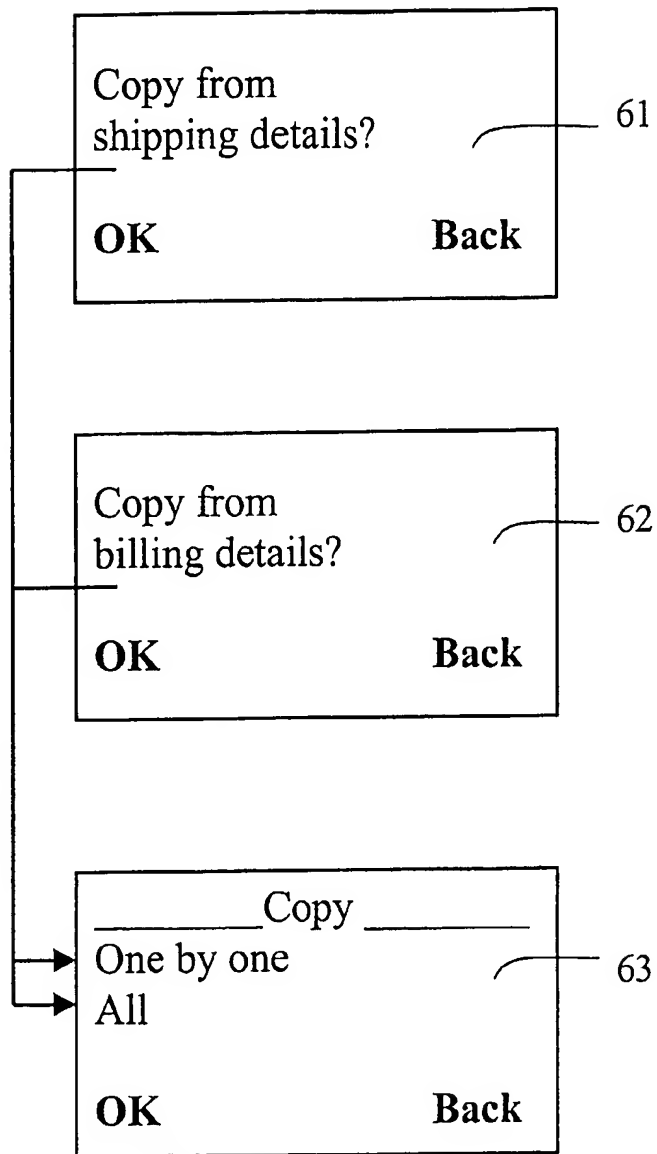 Copy from
shipping details?
61
OK Back
Copy from
billing details?
62
OK Back
Copy
One by one
63
All
OK Back